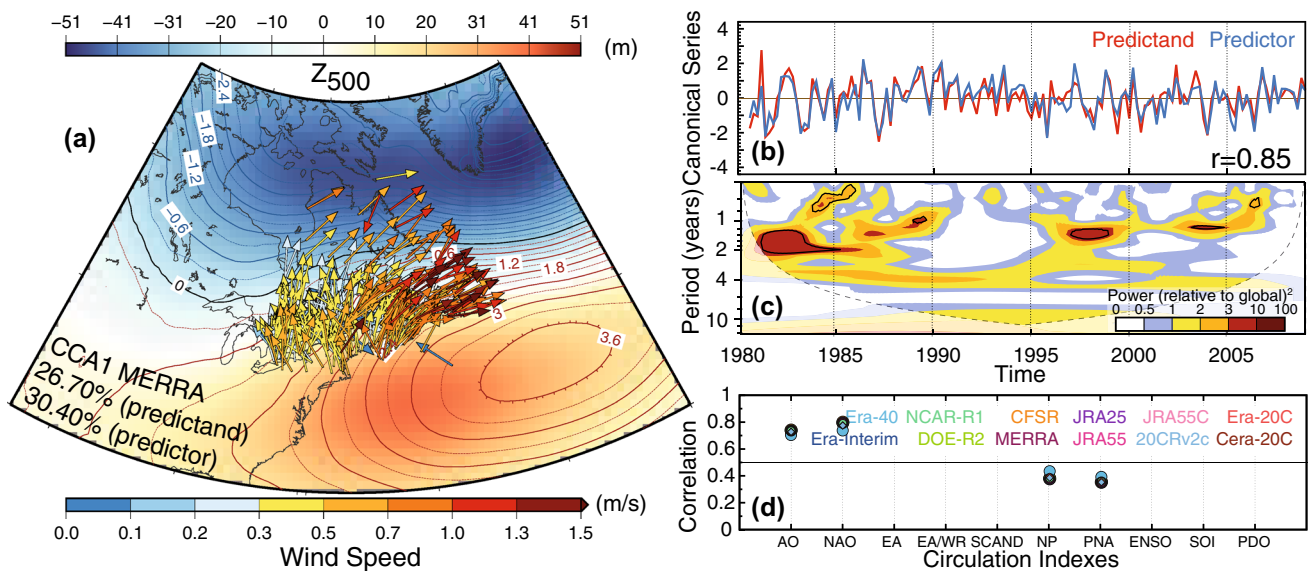 −51 −41 −31 −20 −10 0 10 20 31 41 51
(m)
Z500
(a)
−2.4
−1.8
−1.2
−0.6
0
0.6
1.2
1.8
3
3.6
CCA1 MERRA
26.70% (predictand)
30.40% (predictor)
(m/s)
0.0 0.1 0.2 0.3 0.5 0.7 1.0 1.3 1.5
Wind Speed
Canonical Series
4
2
0
−2
−4
Predictand Predictor
(b)
r=0.85
Period (years)
1
2
4
10
(c)
Power (relative to global)²
0 0.5 1 2 3 10 100
1980 1985 1990 1995 2000 2005
Time
Correlation
1
0.8
0.6
0.4
0.2
0
Era-40 NCAR-R1 CFSR JRA25 JRA55C Era-20C
Era-Interim DOE-R2 MERRA JRA55 20CRv2c Cera-20C
(d)
AO NAO EA EA/WR SCAND NP PNA ENSO SOI PDO
Circulation Indexes